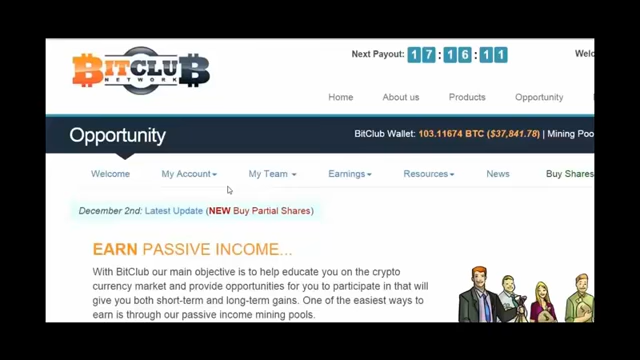 Next Payout: 17:16:11
BITCLUB
NETWORK
Home About us Products Opportunity
Opportunity
BitClub Wallet: 103.11674 BTC ($37,841.78) | Mining Poo
Welcome My Account My Team Earnings Resources News Buy Shares
December 2nd: Latest Update (NEW Buy Partial Shares)
EARN PASSIVE INCOME...
With BitClub our main objective is to help educate you on the crypto
currency market and provide opportunities for you to participate in that will
give you both short-term and long-term gains. One of the easiest ways to
earn is through our passive income mining pools.